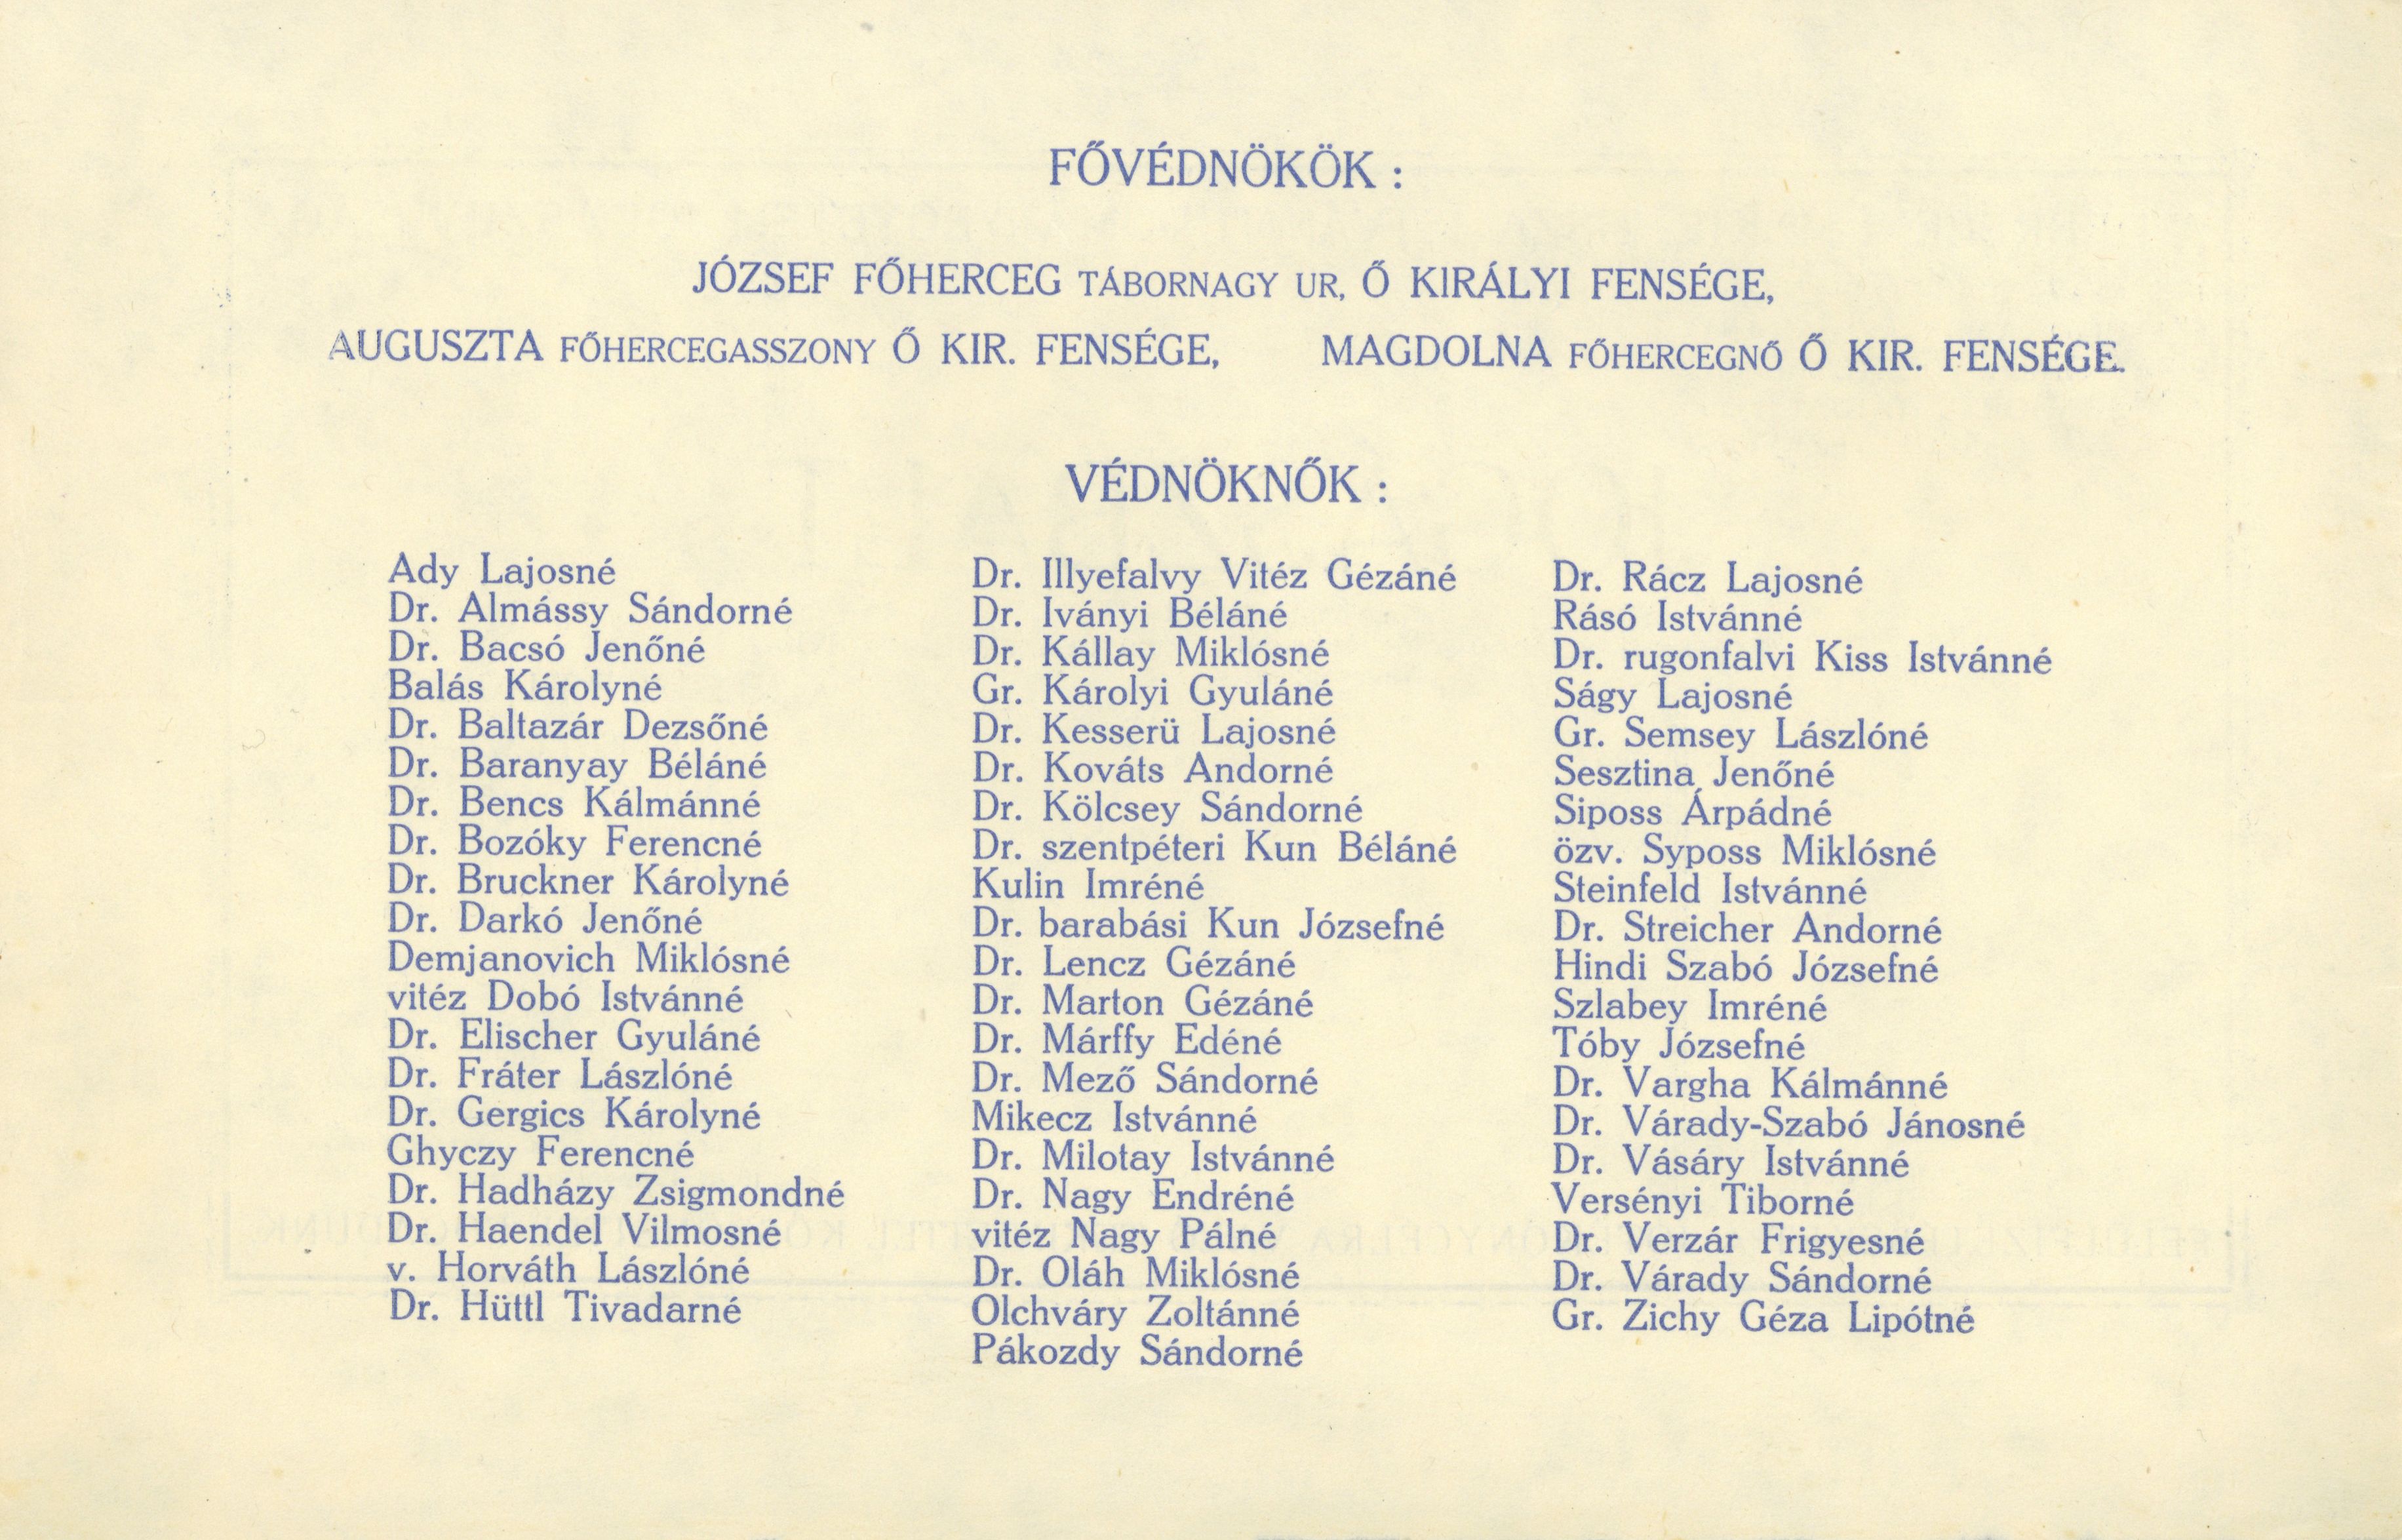 FŐVÉDNÖKÖK :
JÓZSEF FŐHERCEG TÁBORNAGY UR, Ő KIRÁLYI FENSÉGE,
AUGUSZTA FŐHERCEGASSZONY Ő KIR. FENSÉGE, MAGDOLNA FŐHERCEGNŐ Ő KIR. FENSÉGE.
VÉDNÖKNŐK :
Ady Lajosné
Dr. Almássy Sándorné
Dr. Bacsó Jenőné
Balás Károlyné
Dr. Baltazár Dezsőné
Dr. Baranyay Béláné
Dr. Bencs Kálmánné
Dr. Bozóky Ferencné
Dr. Bruckner Károlyné
Dr. Darkó Jenőné
Demjanovich Miklósné
vitéz Dobó Istvánné
Dr. Elischer Gyuláné
Dr. Fráter Lászlóné
Dr. Gergics Károlyné
Ghyczy Ferencné
Dr. Hadházy Zsigmondné
Dr. Haendel Vilmosné
v. Horváth Lászlóné
Dr. Hüttl Tivadarné
Dr. Illyefalvy Vitéz Gézáné
Dr. Iványi Béláné
Dr. Kállay Miklósné
Gr. Károlyi Gyuláné
Dr. Kesserü Lajosné
Dr. Kováts Andorné
Dr. Kölcsey Sándorné
Dr. szentpéteri Kun Béláné
Kulin Imréné
Dr. barabási Kun Józsefné
Dr. Lencz Gézáné
Dr. Marton Gézáné
Dr. Márffy Edéné
Dr. Mező Sándorné
Mikecz Istvánné
Dr. Milotay Istvánné
Dr. Nagy Endréné
vitéz Nagy Pálné
Dr. Oláh Miklósné
Olchváry Zoltánné
Pákozdy Sándorné
Dr. Rácz Lajosné
Rásó Istvánné
Dr. rugonfalvi Kiss Istvánné
Ságy Lajosné
Gr. Semsey Lászlóné
Sesztina Jenőné
Siposs Árpádné
özv. Syposs Miklósné
Steinfeld Istvánné
Dr. Streicher Andorné
Hindi Szabó Józsefné
Szlabey Imréné
Tóby Józsefné
Dr. Vargha Kálmánné
Dr. Várady-Szabó Jánosné
Dr. Vásáry Istvánné
Versényi Tiborné
Dr. Verzár Frigyesné
Dr. Várady Sándorné
Gr. Zichy Géza Lipótné